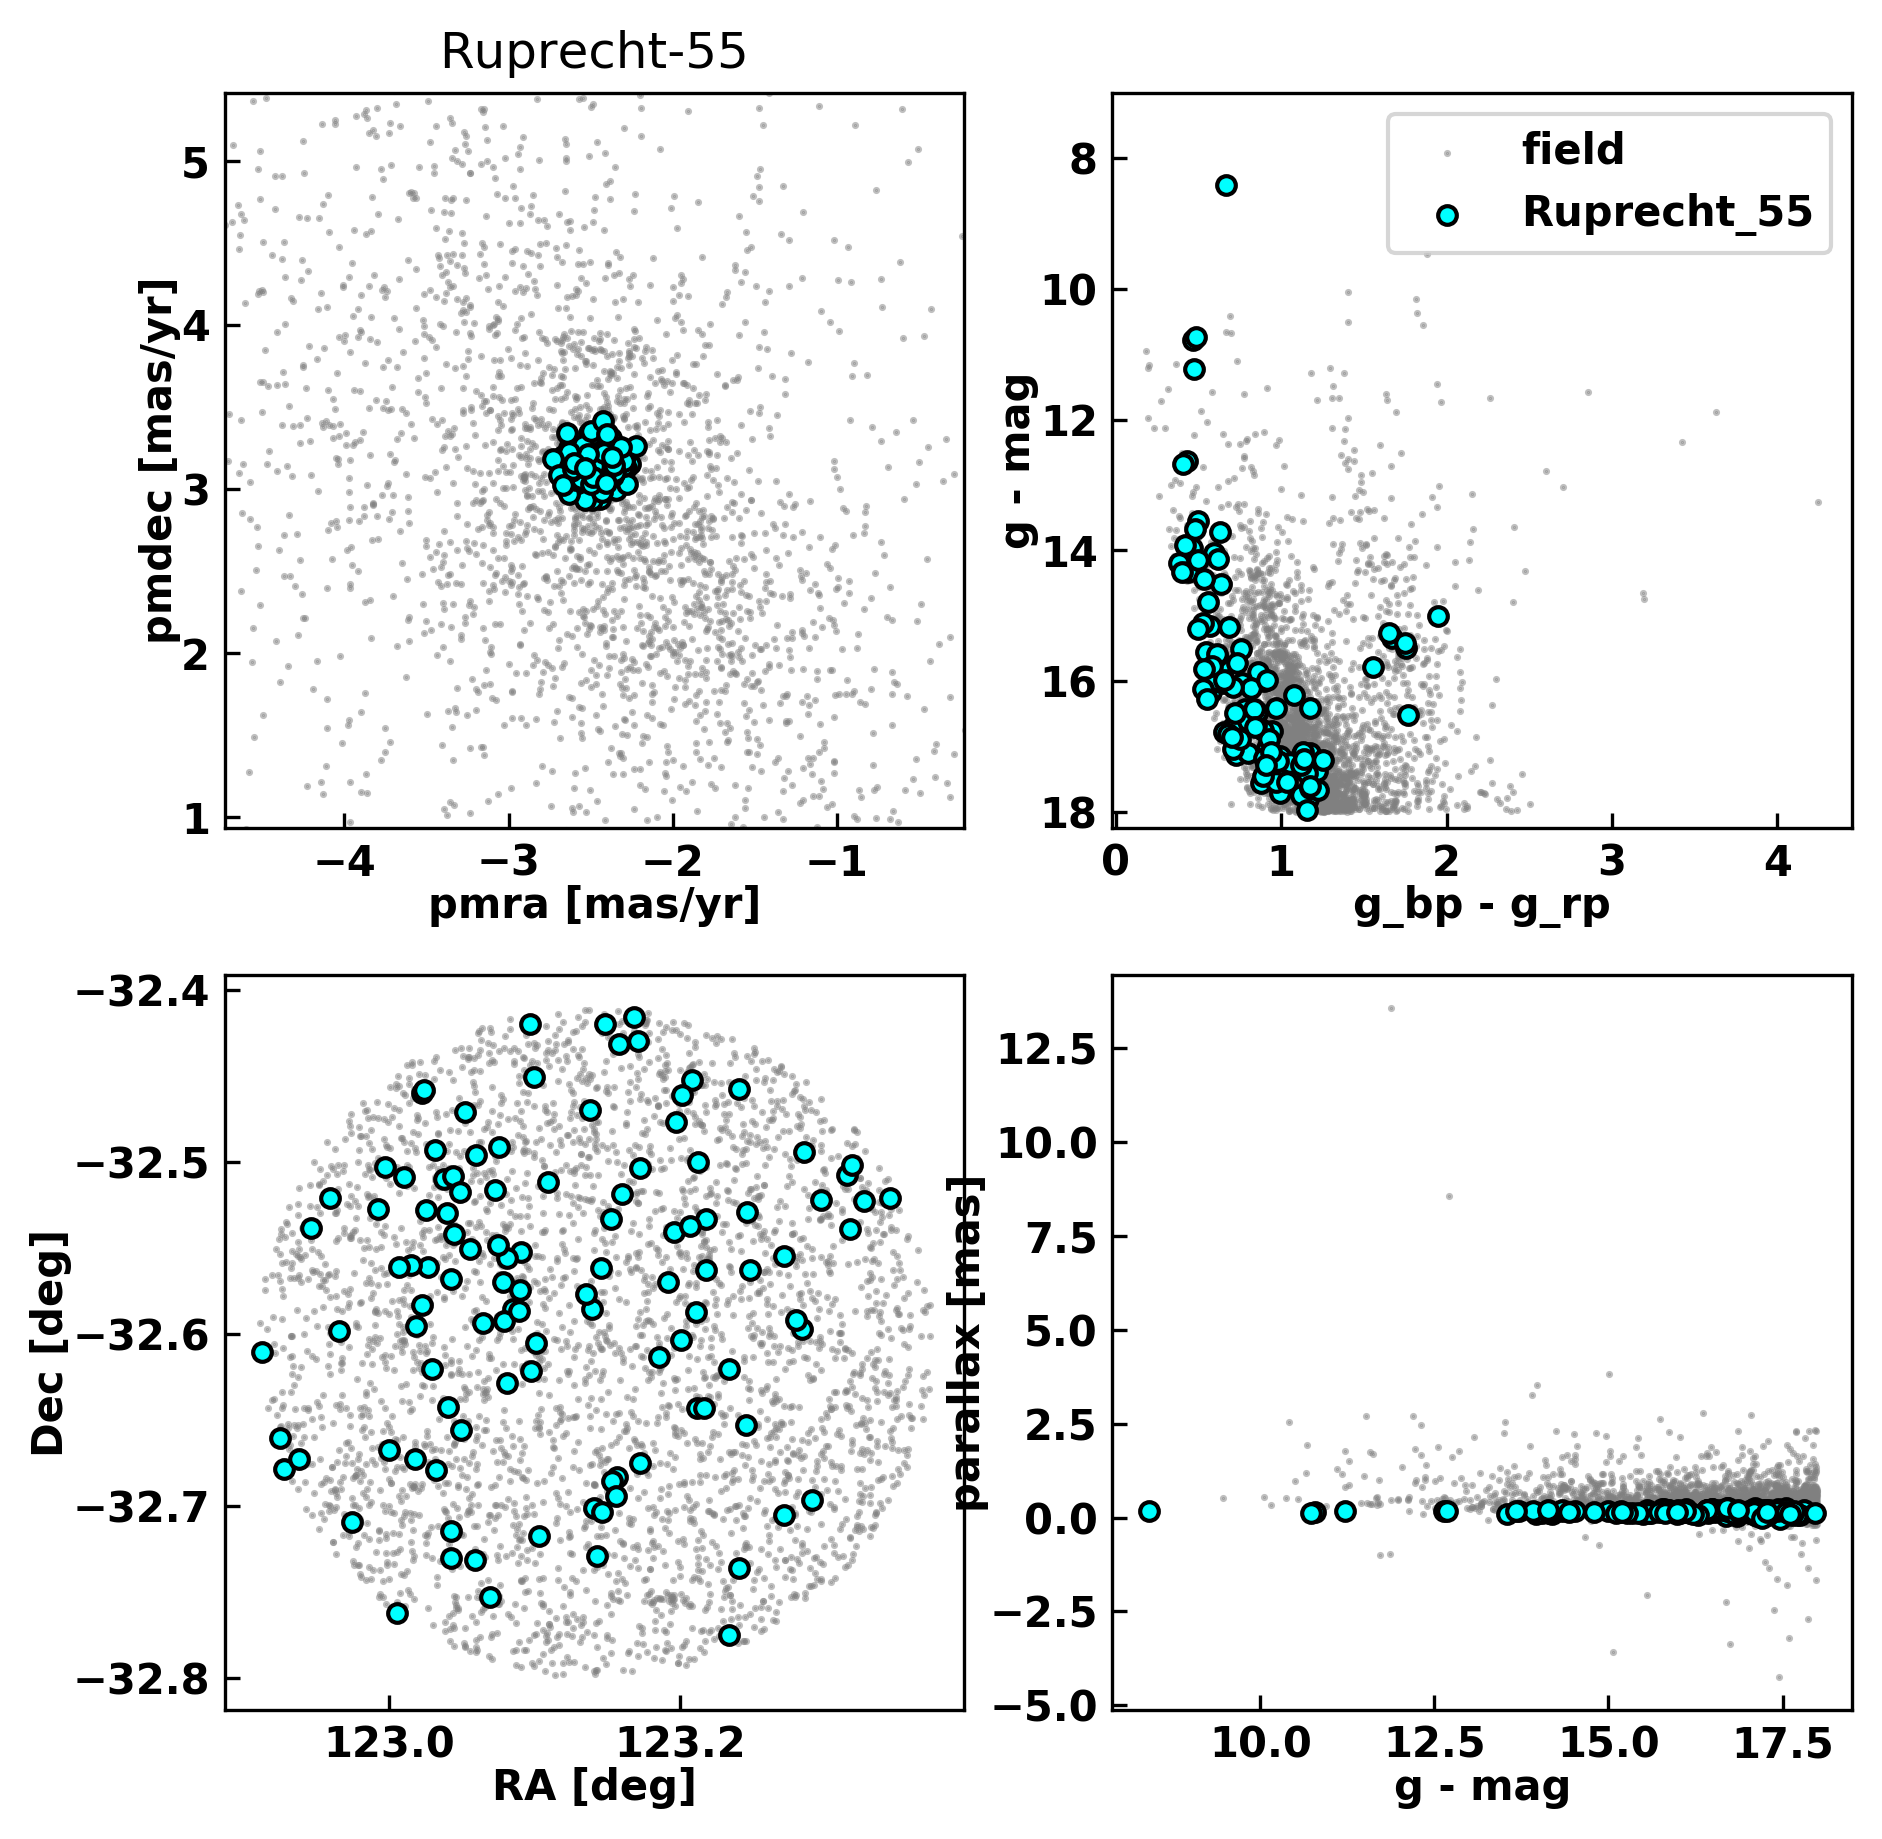 Ruprecht-55
5
4
3
2
1
pmdec [mas/yr]
−4 −3 −2 −1
pmra [mas/yr]
field
Ruprecht_55
8
10
12
14
16
18
g - mag
0 1 2 3 4
g_bp - g_rp
−32.4
−32.5
−32.6
−32.7
−32.8
Dec [deg]
123.0 123.2
RA [deg]
12.5
10.0
7.5
5.0
2.5
0.0
−2.5
−5.0
parallax [mas]
10.0 12.5 15.0 17.5
g - mag